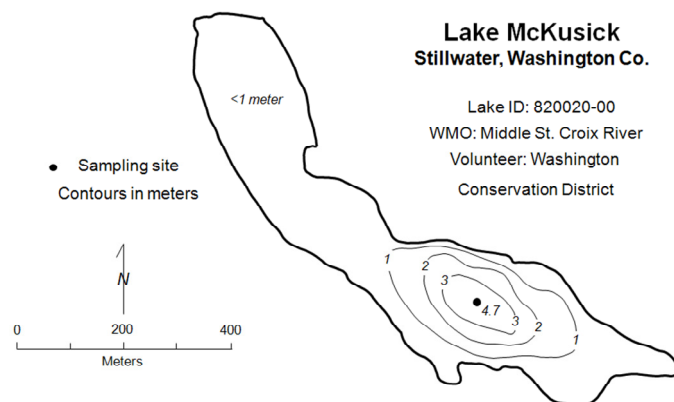 Lake McKusick
Stillwater, Washington Co.
<1 meter
Lake ID: 820020-00
WMO: Middle St. Croix River
Volunteer: Washington
Conservation District
Sampling site
Contours in meters
N
0 200 400
Meters
1
2
3
4.7
3
2
1